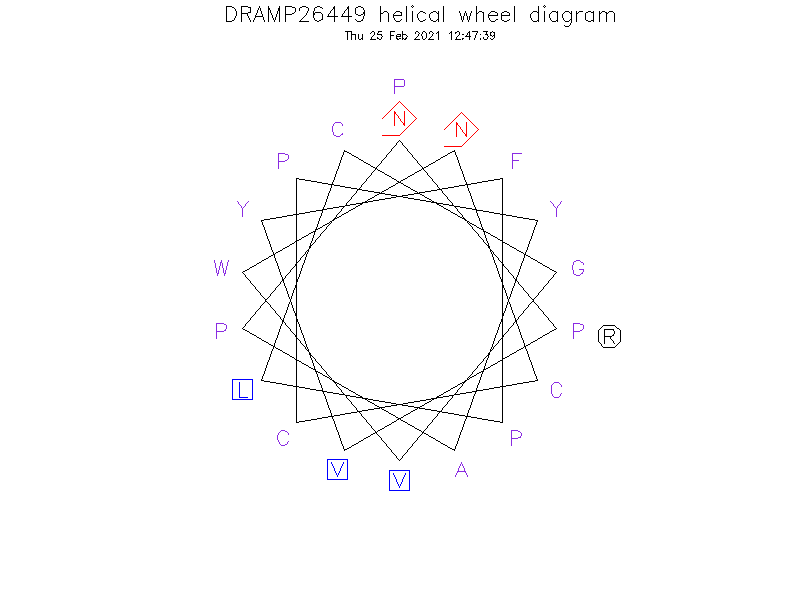 DRAMP26449 helical wheel diagram
Thu 25 Feb 2021 12:47:39
P
N
C N
P F
Y Y
W G
P P R
L C
C P
V A
V